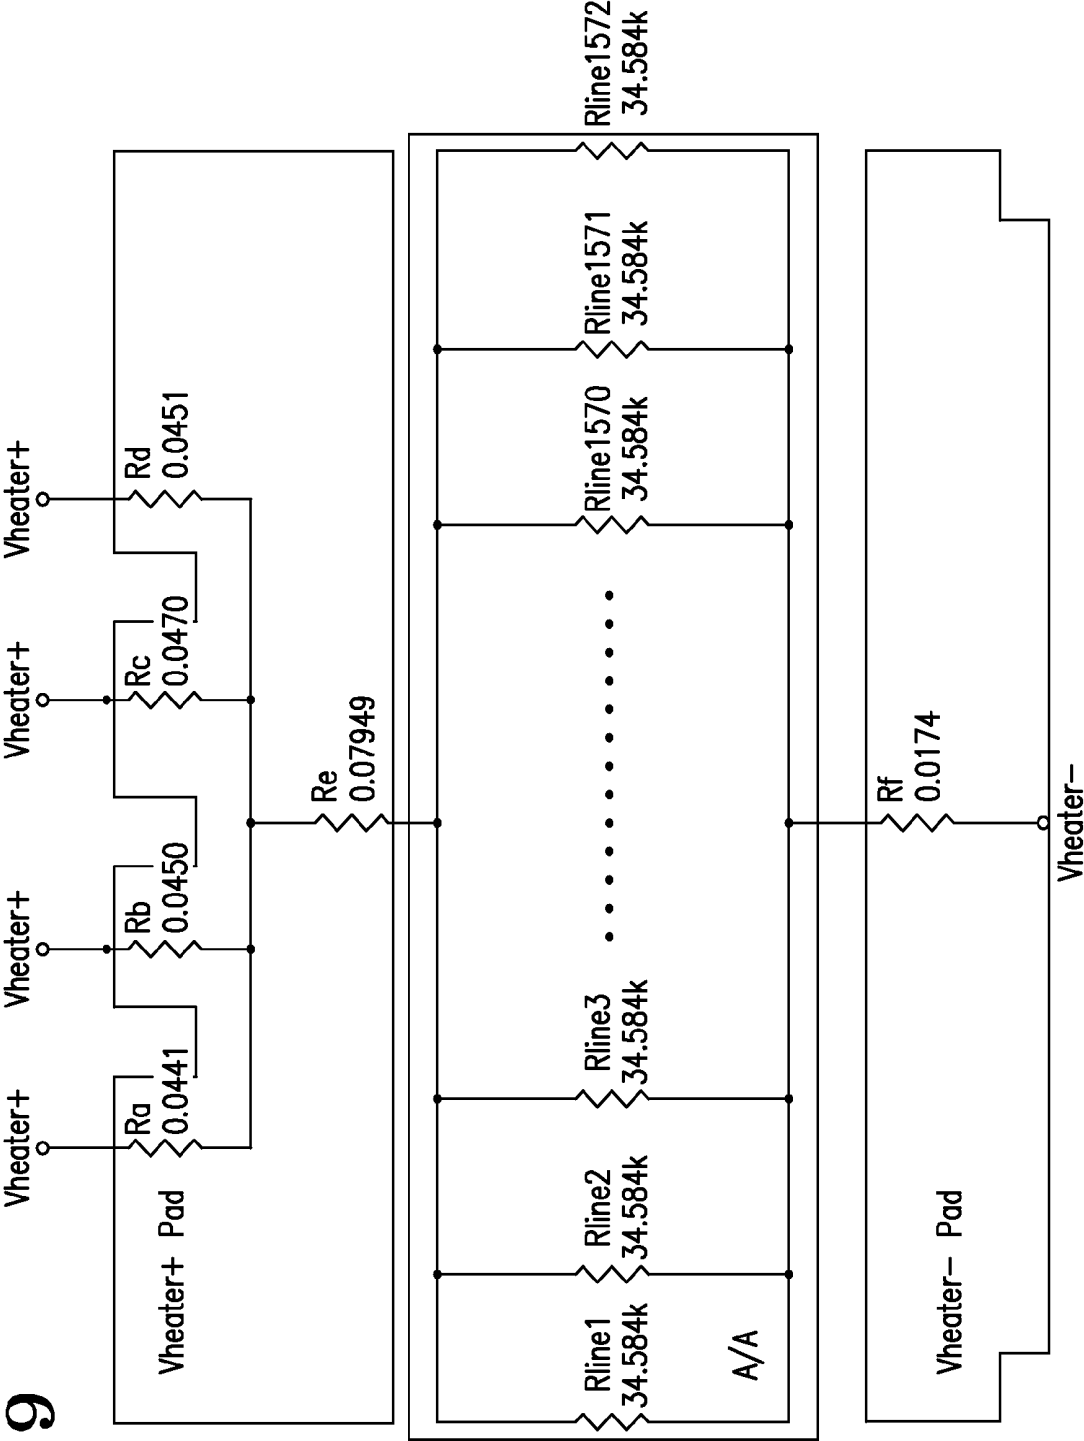 9
Vheater+
Vheater+
Vheater+
Vheater+
Vheater+ Pad
Ra
0.0441
Rb
0.0450
Rc
0.0470
Rd
0.0451
Re
0.07949
Rline1
34.584k
Rline2
34.584k
Rline3
34.584k
Rline1570
34.584k
Rline1571
34.584k
Rline1572
34.584k
A/A
Rf
0.0174
Vheater− Pad
Vheater−